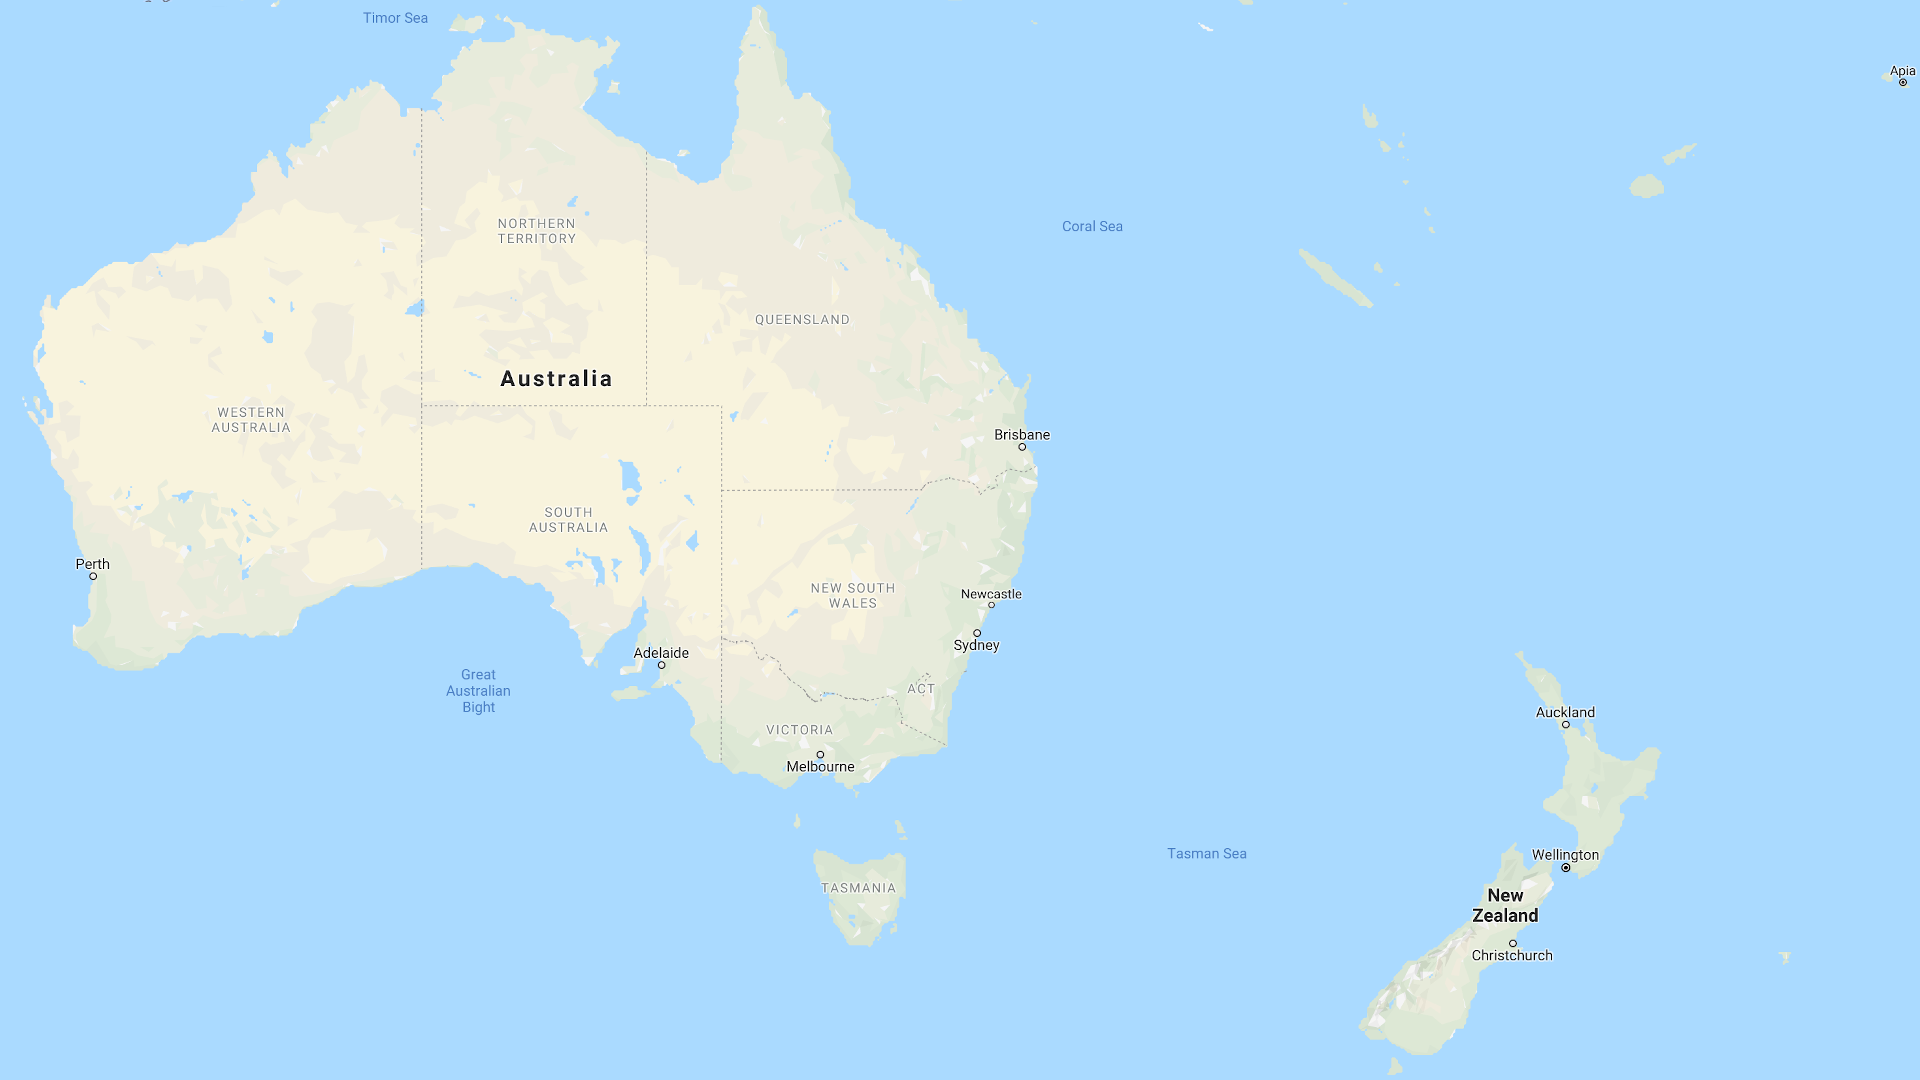 Timor Sea
Apia
NORTHERN
TERRITORY
Coral Sea
QUEENSLAND
Australia
WESTERN
AUSTRALIA
Brisbane
SOUTH
AUSTRALIA
Perth
NEW SOUTH
WALES
Newcastle
Sydney
Adelaide
Great
Australian
Bight
ACT
Auckland
VICTORIA
Melbourne
Tasman Sea
Wellington
TASMANIA
New
Zealand
Christchurch